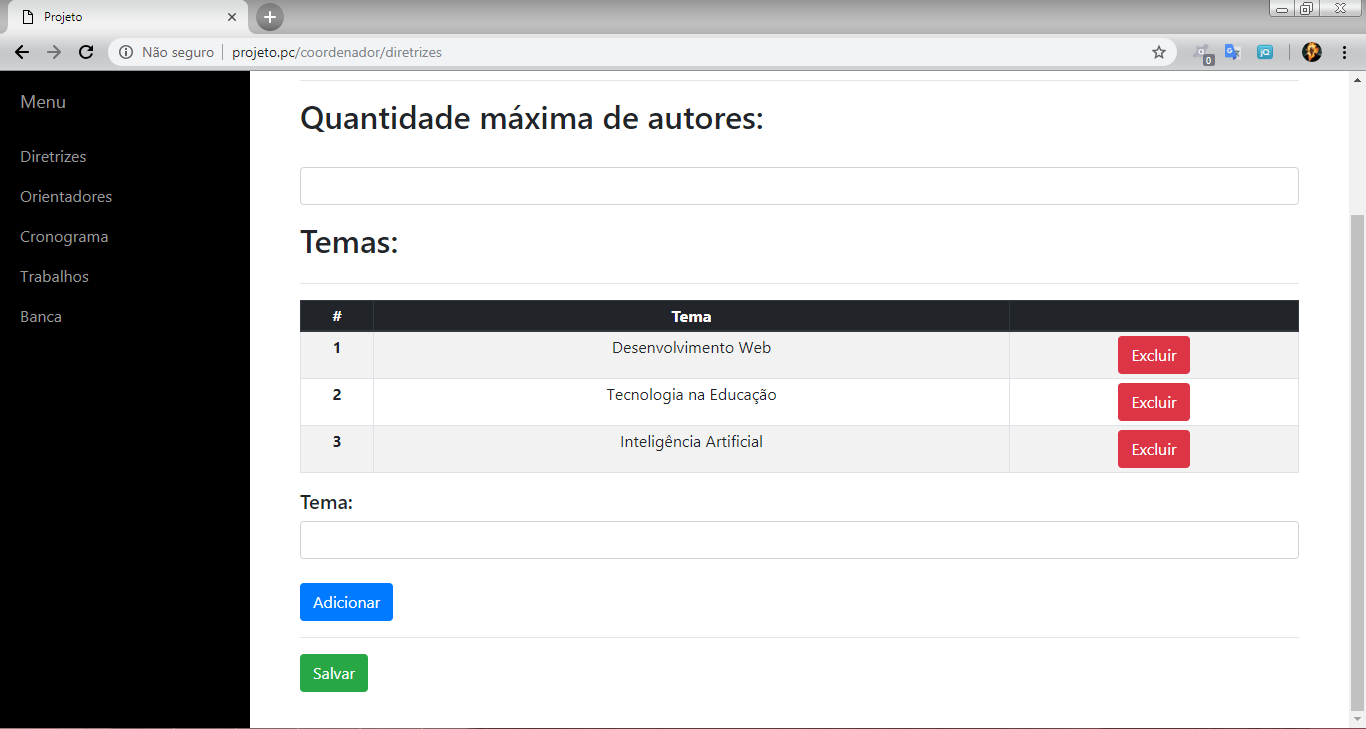 Projeto
Não seguro projeto.pc/coordenador/diretrizes
0
Menu
Diretrizes
Orientadores
Cronograma
Trabalhos
Banca
Quantidade máxima de autores:
Temas:
# Tema
1 Desenvolvimento Web Excluir
2 Tecnologia na Educação Excluir
3 Inteligência Artificial Excluir
Tema:
Adicionar
Salvar